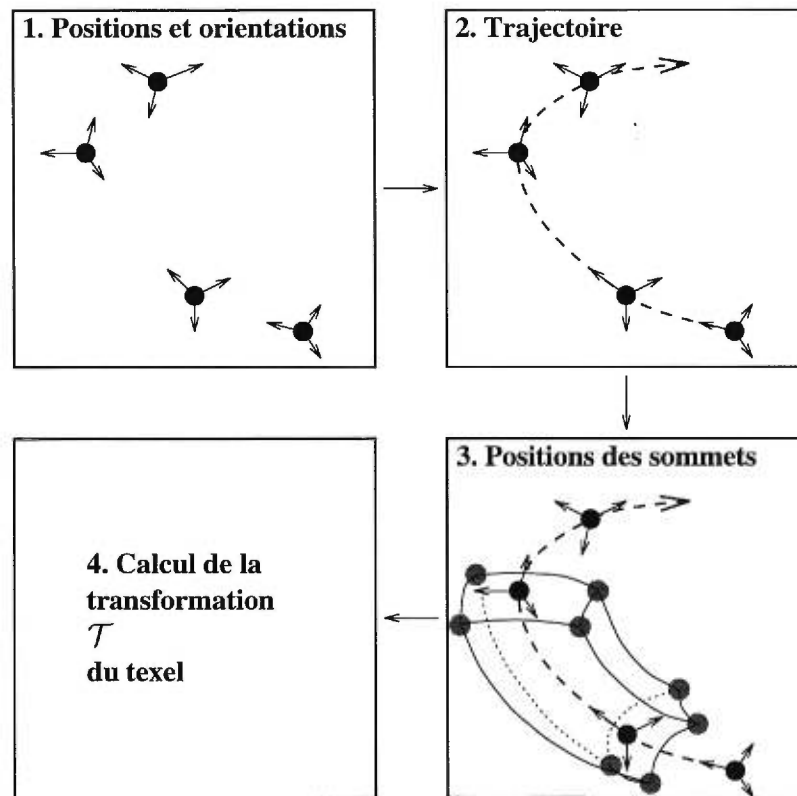 1. Positions et orientations
2. Trajectoire
3. Positions des sommets
4. Calcul de la
transformation
𝒯
du texel